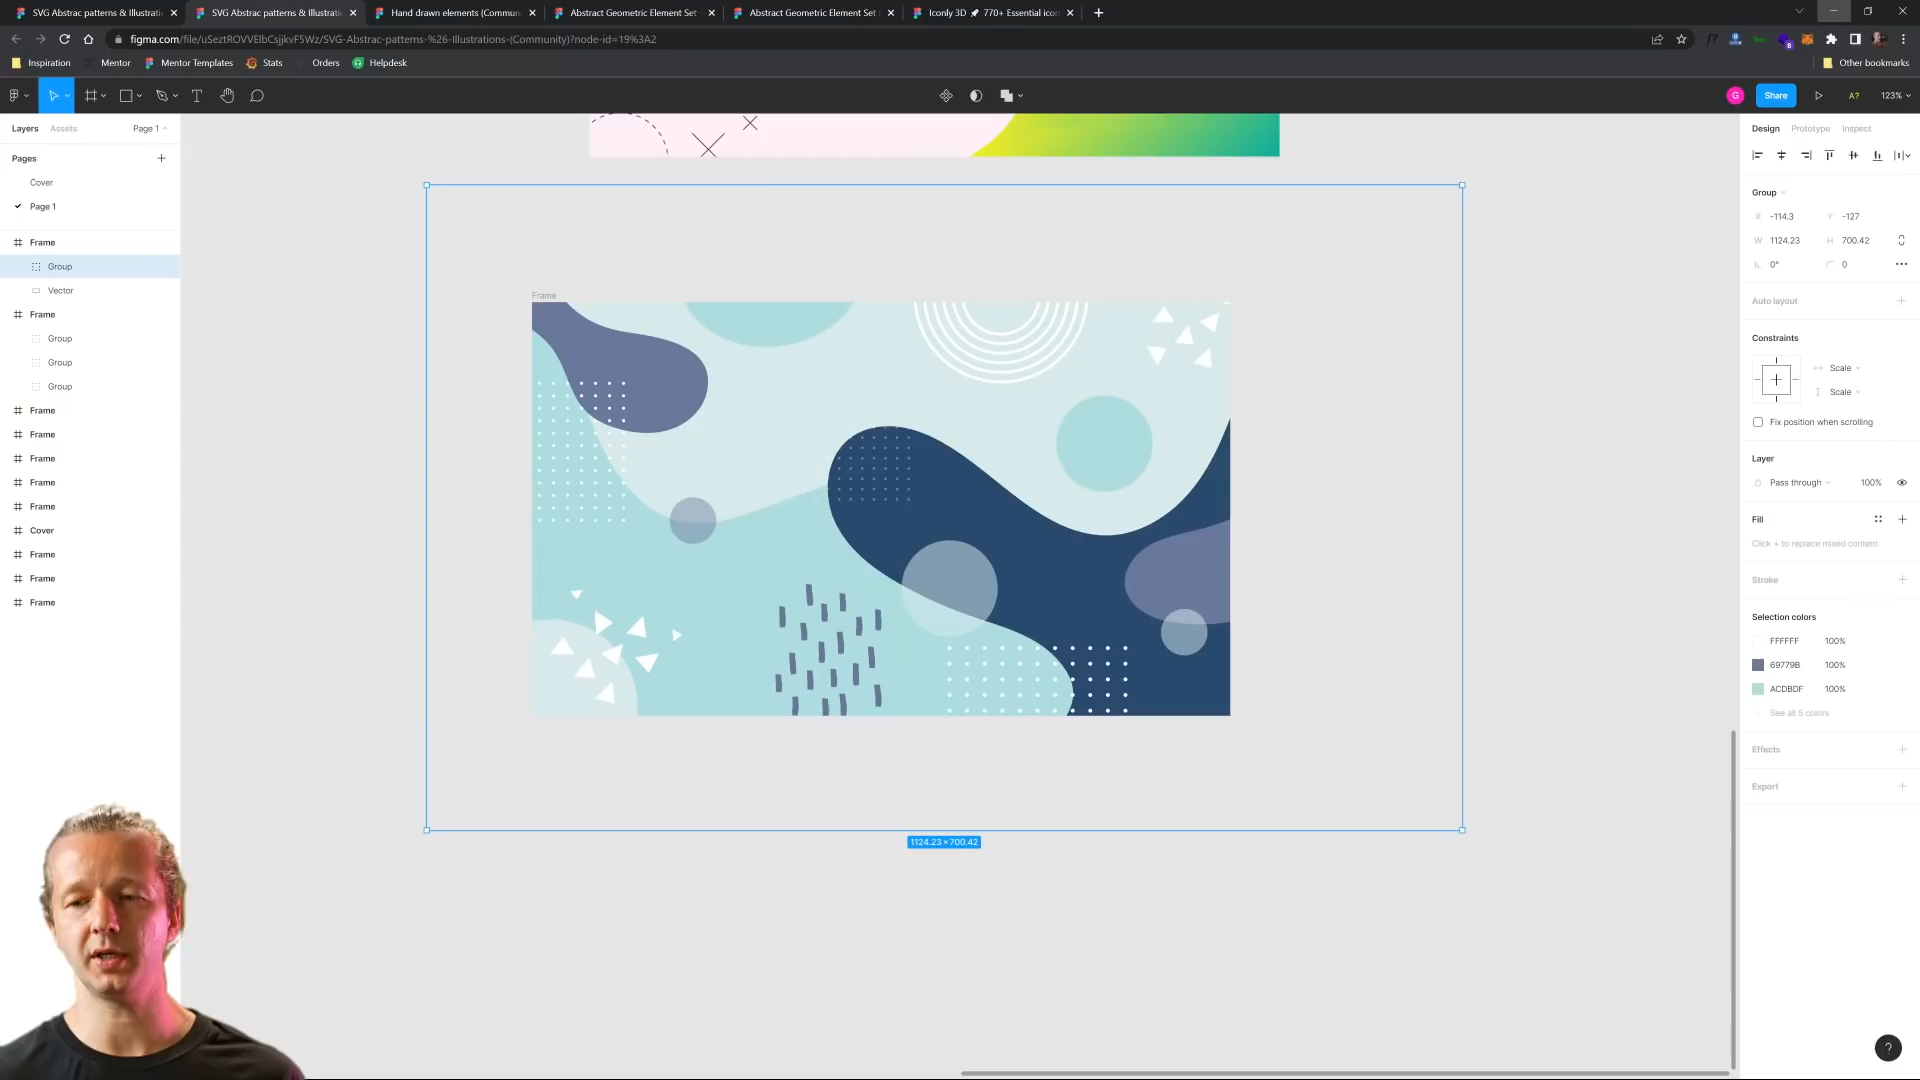 SVG Abstrac patterns & Illustrati
SVG Abstrac patterns & Illustrati
Hand drawn elements (Commun
Abstract Geometric Element Set
Abstract Geometric Element Set
Iconly 3D 770+ Essential icon
figma.com/file/uSeztROVVEIbCsjjkvF5Wz/SVG-Abstrac-patterns-%26-Illustrations-(Community)?node-id=19%3A2
f?
8
Inspiration
Mentor
Mentor Templates
Stats
Orders
Helpdesk
Other bookmarks
G
Share
A?
123%
Layers
Assets
Page 1
Pages
Cover
Page 1
Frame
Group
Vector
Frame
Group
Group
Group
Frame
Frame
Frame
Frame
Frame
Cover
Frame
Frame
Frame
Frame
1124.23 × 700.42
Design
Prototype
Inspect
Group
X -114.3
Y -127
W 1124.23
H 700.42
0°
0
Auto layout
Constraints
Scale
Scale
Fix position when scrolling
Layer
Pass through
100%
Fill
Click + to replace mixed content.
Stroke
Selection colors
FFFFFF 100%
69779B 100%
ACDBDF 100%
See all 5 colors
Effects
Export
?